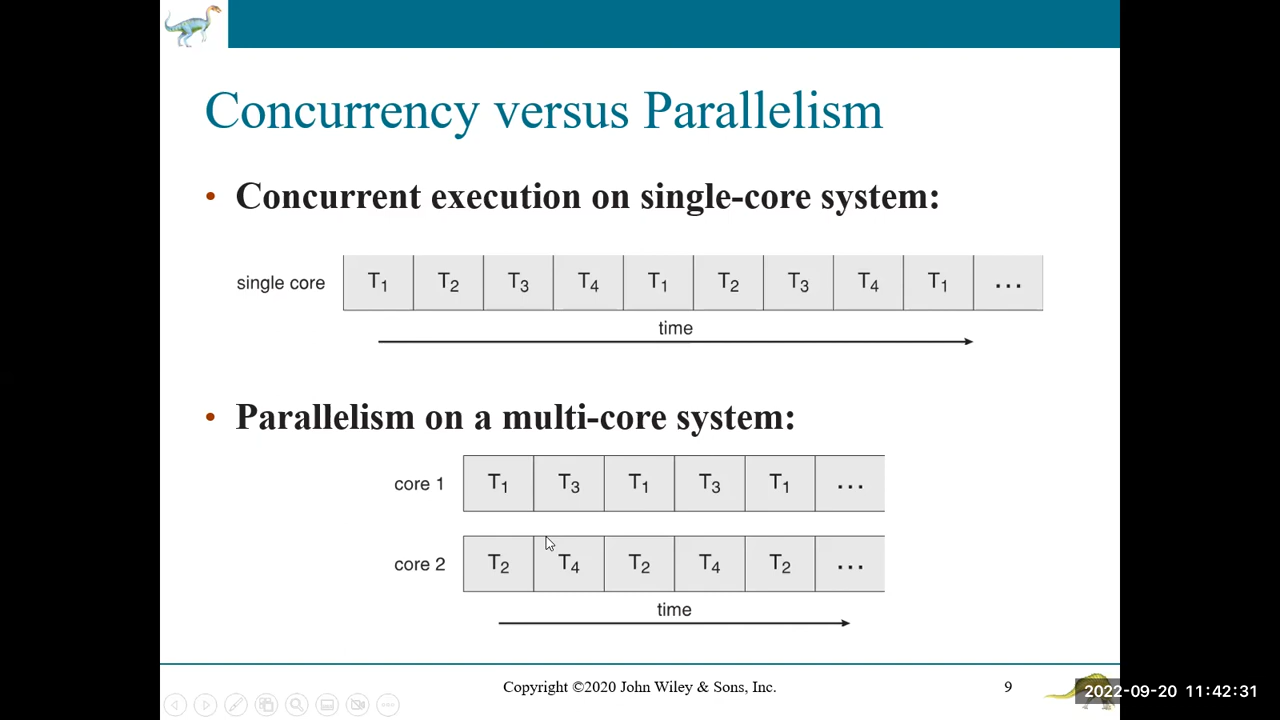 Concurrency versus Parallelism
• Concurrent execution on single-core system:
single core T1 T2 T3 T4 T1 T2 T3 T4 T1 ...
time
• Parallelism on a multi-core system:
core 1 T1 T3 T1 T3 T1 ...
core 2 T2 T4 T2 T4 T2 ...
time
Copyright ©2020 John Wiley & Sons, Inc. 9
2022-09-20 11:42:31